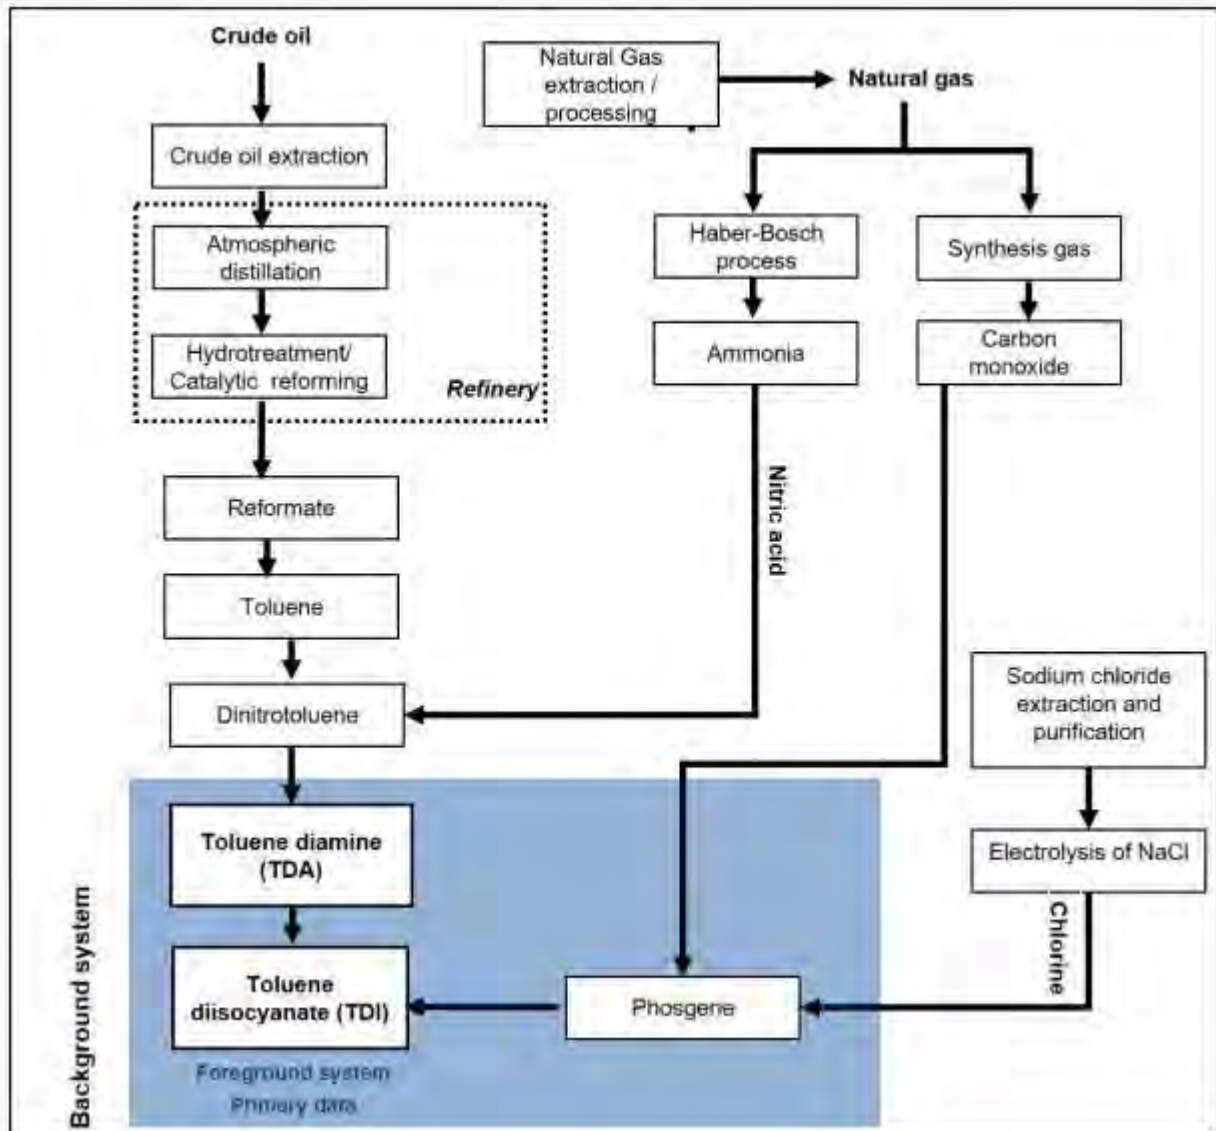 Crude oil
Natural Gas
extraction /
processing
Natural gas
Crude oil extraction
Atmospheric
distillation
Haber-Bosch
process
Synthesis gas
Hydrotreatment/
Catalytic reforming
Refinery
Ammonia
Carbon
monoxide
Reformate
Nitric acid
Toluene
Dinitrotoluene
Sodium chloride
extraction and
purification
Toluene diamine
(TDA)
Electrolysis of NaCl
Chlorine
Toluene
diisocyanate (TDI)
Phosgene
Foreground system
Primary data
Background system